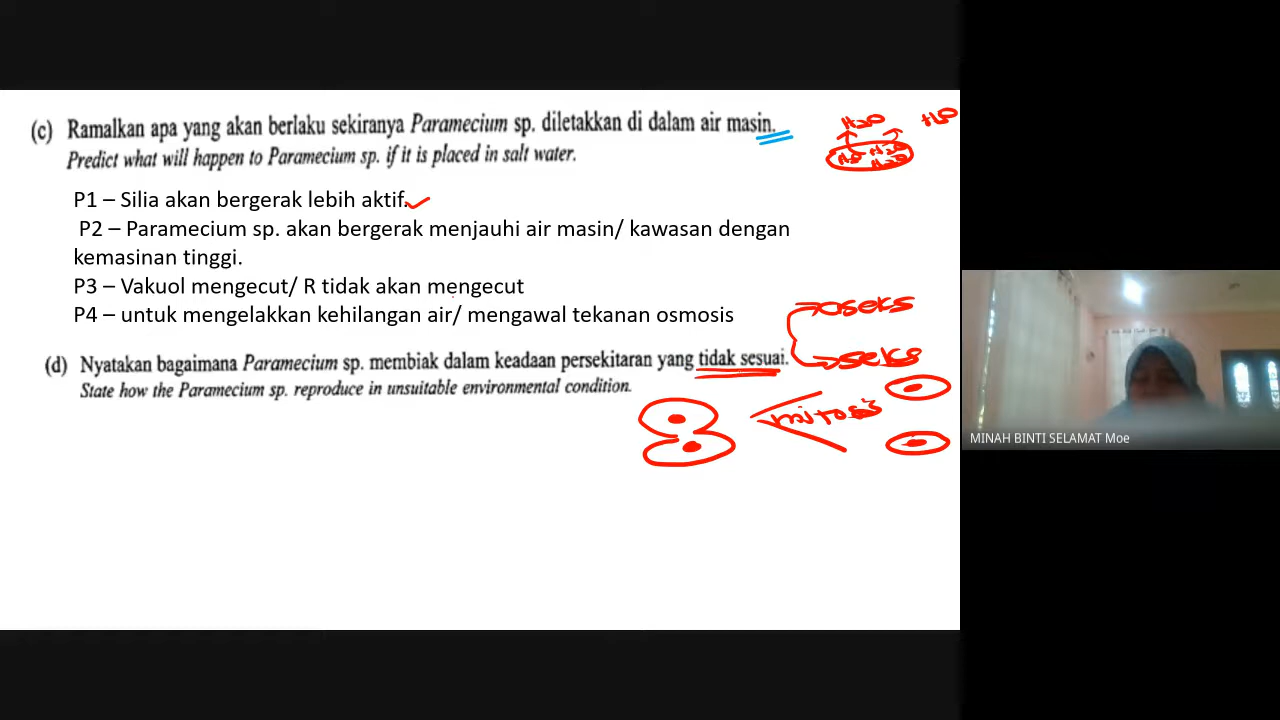 (c) Ramalkan apa yang akan berlaku sekiranya Paramecium sp. diletakkan di dalam air masin.
Predict what will happen to Paramecium sp. if it is placed in salt water.
H2O
H2O
H2O
H2O
P1 – Silia akan bergerak lebih aktif.
P2 – Paramecium sp. akan bergerak menjauhi air masin/ kawasan dengan
kemasinan tinggi.
P3 – Vakuol mengecut/ R tidak akan mengecut
P4 – untuk mengelakkan kehilangan air/ mengawal tekanan osmosis
seks
(d) Nyatakan bagaimana Paramecium sp. membiak dalam keadaan persekitaran yang tidak sesuai.
State how the Paramecium sp. reproduce in unsuitable environmental condition.
mitosis
MINAH BINTI SELAMAT Moe